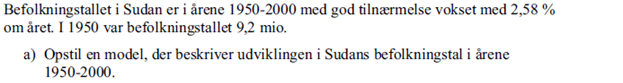 Befolkningstallet i Sudan er i årene 1950-2000 med god tilnærmelse vokset med 2,58 %
om året. I 1950 var befolkningstallet 9,2 mio.
a) Opstil en model, der beskriver udviklingen i Sudans befolkningstal i årene
1950-2000.